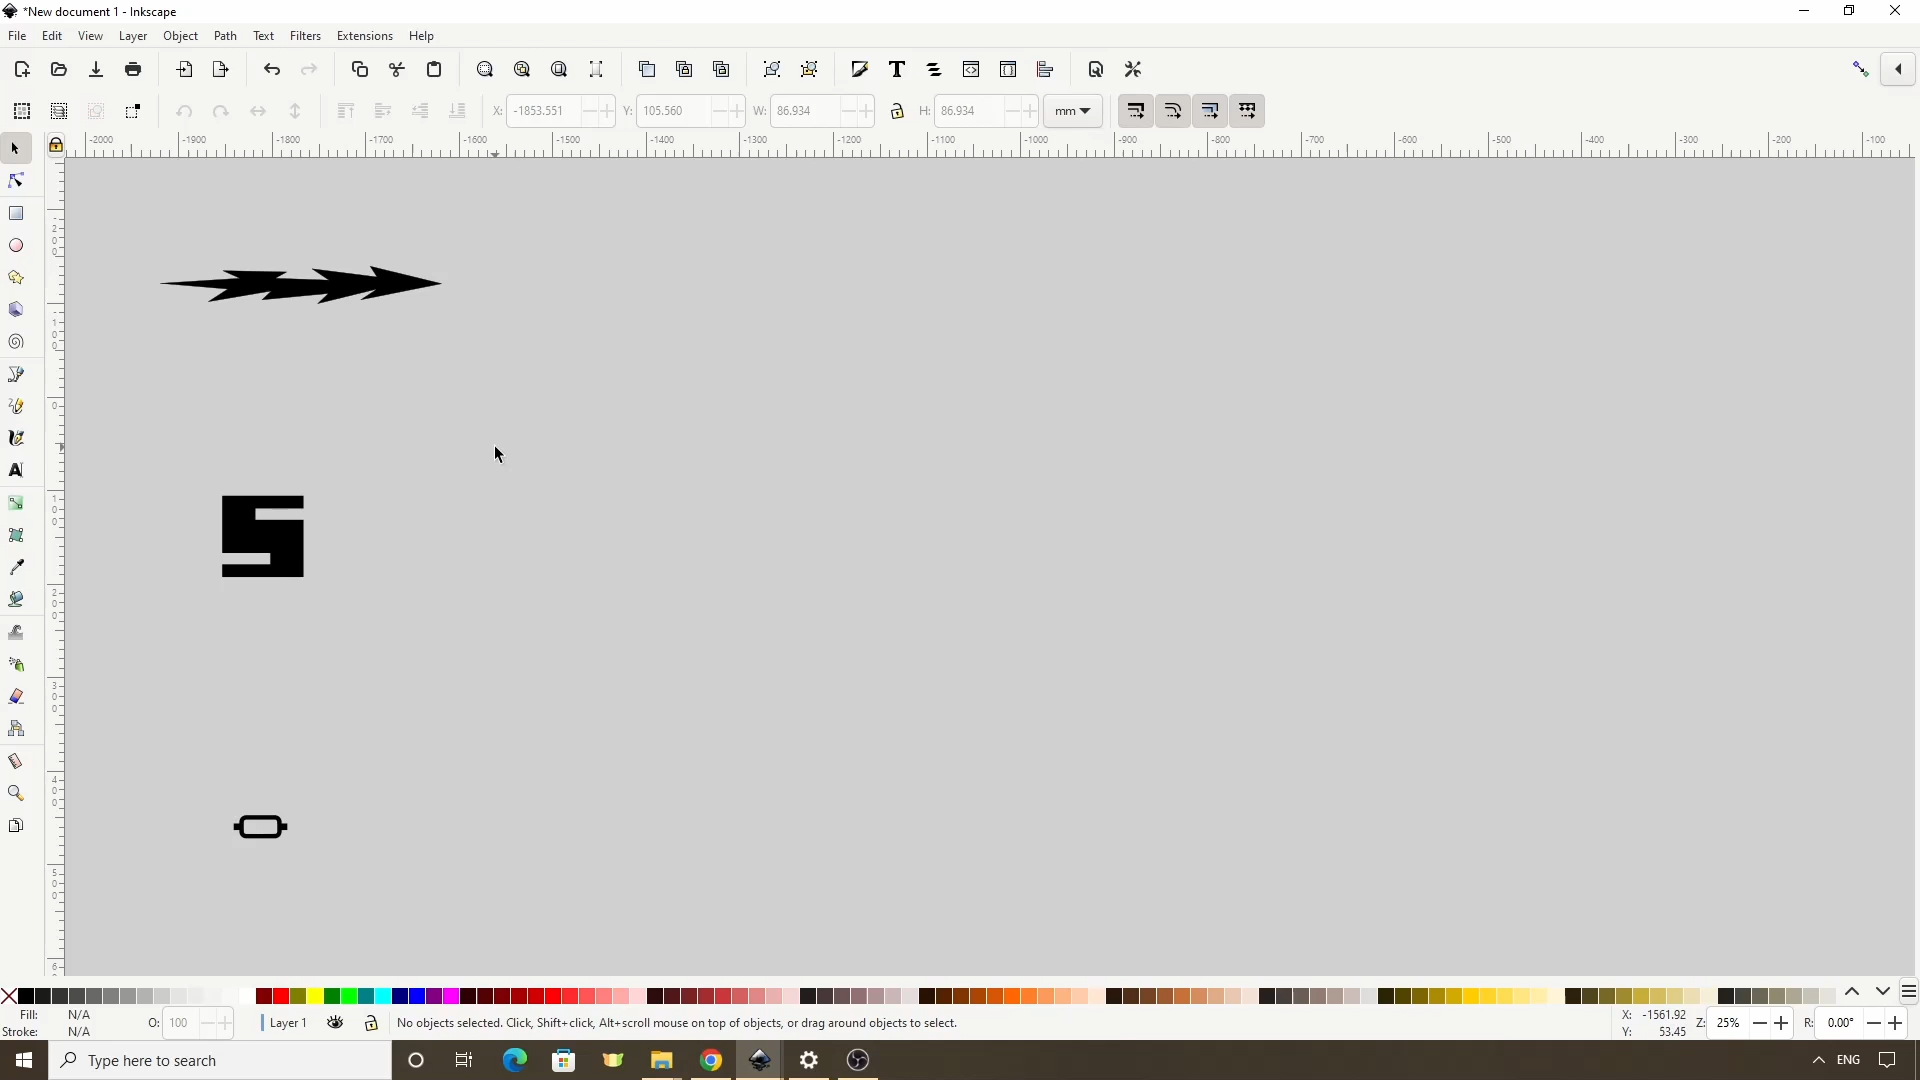 *New document 1 - Inkscape
File Edit View Layer Object Path Text Filters Extensions Help
X: -1853.551 Y: 105.560 W: 86.934 H: 86.934 mm
-2000 -1900 -1800 -1700 -1600 -1500 -1400 -1300 -1200 -1100 -1000 -900 -800 -700 -600 -500 -400 -300 -200 -100
Fill: N/A O: 100 Layer 1 No objects selected. Click, Shift+click, Alt+scroll mouse on top of objects, or drag around objects to select. X: -1561.92 Z: 25% R: 0.00°
Stroke: N/A Y: 53.45
Type here to search ENG